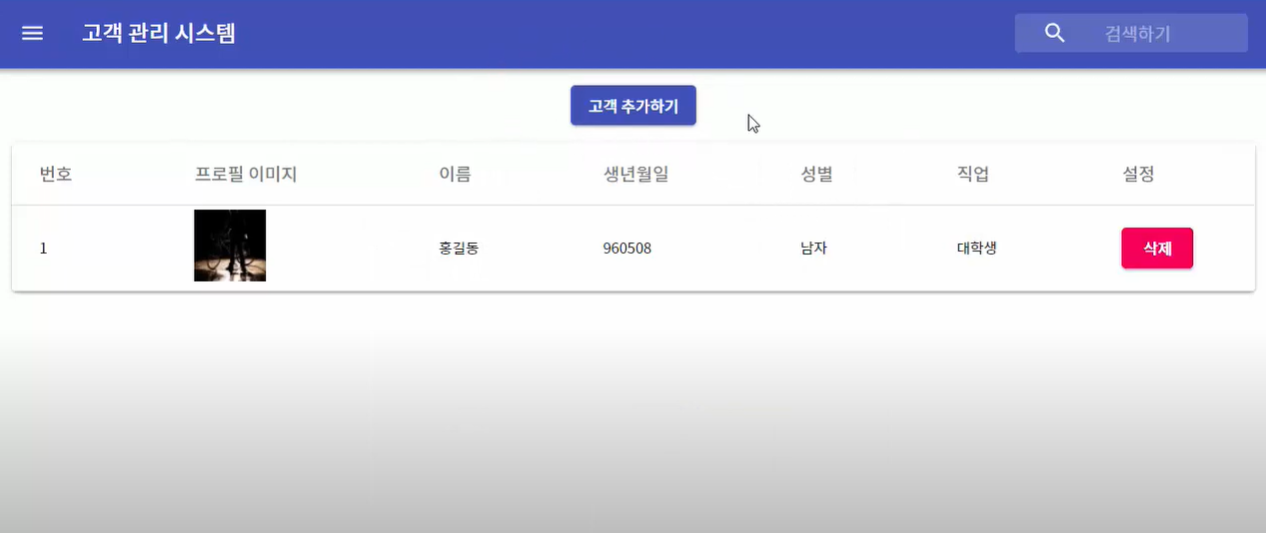 고객 관리 시스템
검색하기
고객 추가하기
번호 프로필 이미지 이름 생년월일 성별 직업 설정
1 홍길동 960508 남자 대학생 삭제